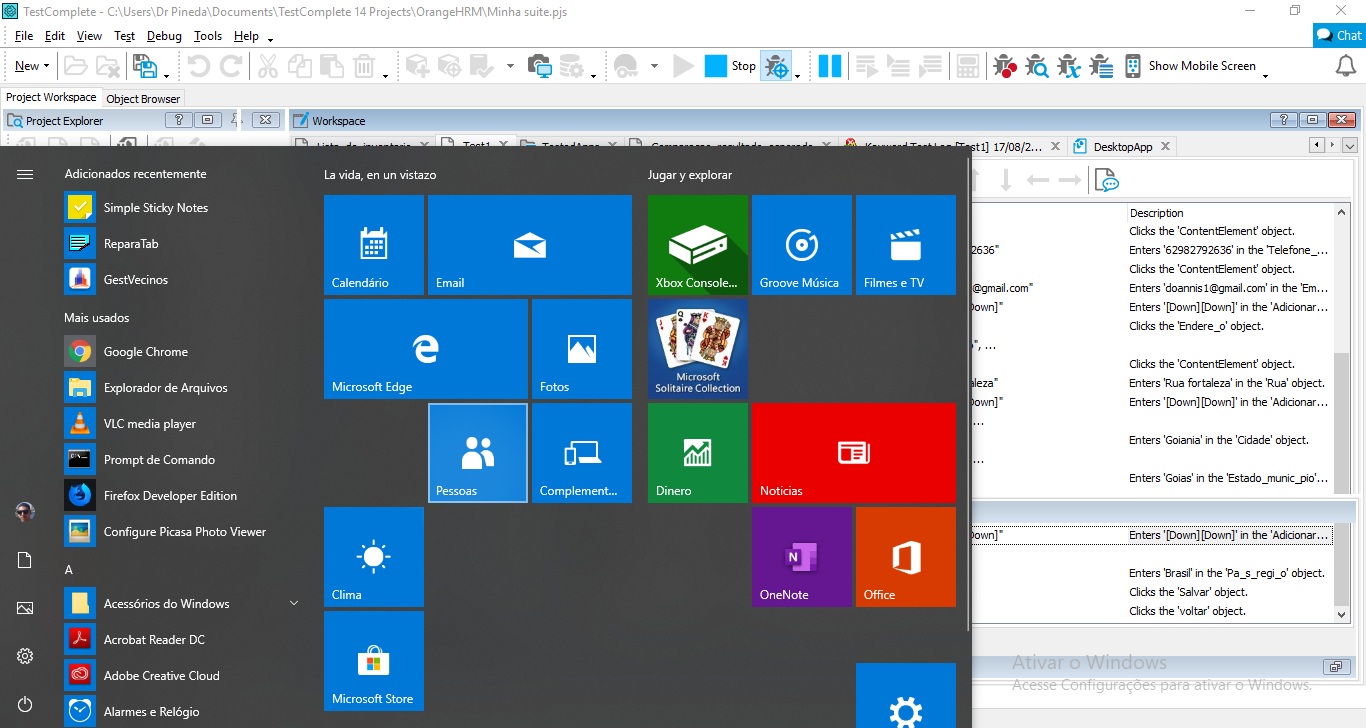 TestComplete - C:\Users\Dr Pineda\Documents\TestComplete 14 Projects\OrangeHRM\Minha suite.pjs
File Edit View Test Debug Tools Help
Chat
New
Stop
Show Mobile Screen
Project Workspace Object Browser
Project Explorer
Workspace
Test1
[Test1] 17/08/2...
DesktopApp
Adicionados recentemente
Simple Sticky Notes
ReparaTab
GestVecinos
Mais usados
Google Chrome
Explorador de Arquivos
VLC media player
Prompt de Comando
Firefox Developer Edition
Configure Picasa Photo Viewer
A
Acessórios do Windows
Acrobat Reader DC
Adobe Creative Cloud
Alarmes e Relógio
La vida, en un vistazo
Calendário
Email
Microsoft Edge
Fotos
Pessoas
Complement...
Clima
Microsoft Store
Jugar y explorar
Xbox Console...
Groove Música
Filmes e TV
Microsoft
Solitaire Collection
Dinero
Noticias
OneNote
Office
Description
Clicks the 'ContentElement' object.
2636" Enters '62982792636' in the 'Telefone_...
Clicks the 'ContentElement' object.
@gmail.com" Enters 'doannis1@gmail.com' in the 'Em...
Down]" Enters '[Down][Down]' in the 'Adicionar...
Clicks the 'Endere_o' object.
", ...
Clicks the 'ContentElement' object.
aleza" Enters 'Rua fortaleza' in the 'Rua' object.
Down]" Enters '[Down][Down]' in the 'Adicionar...
...
Enters 'Goiania' in the 'Cidade' object.
...
Enters 'Goias' in the 'Estado_munic_pio'...
Down]" Enters '[Down][Down]' in the 'Adicionar...
Enters 'Brasil' in the 'Pa_s_regi_o' object.
Clicks the 'Salvar' object.
Clicks the 'voltar' object.
Ativar o Windows
Acesse Configurações para ativar o Windows.